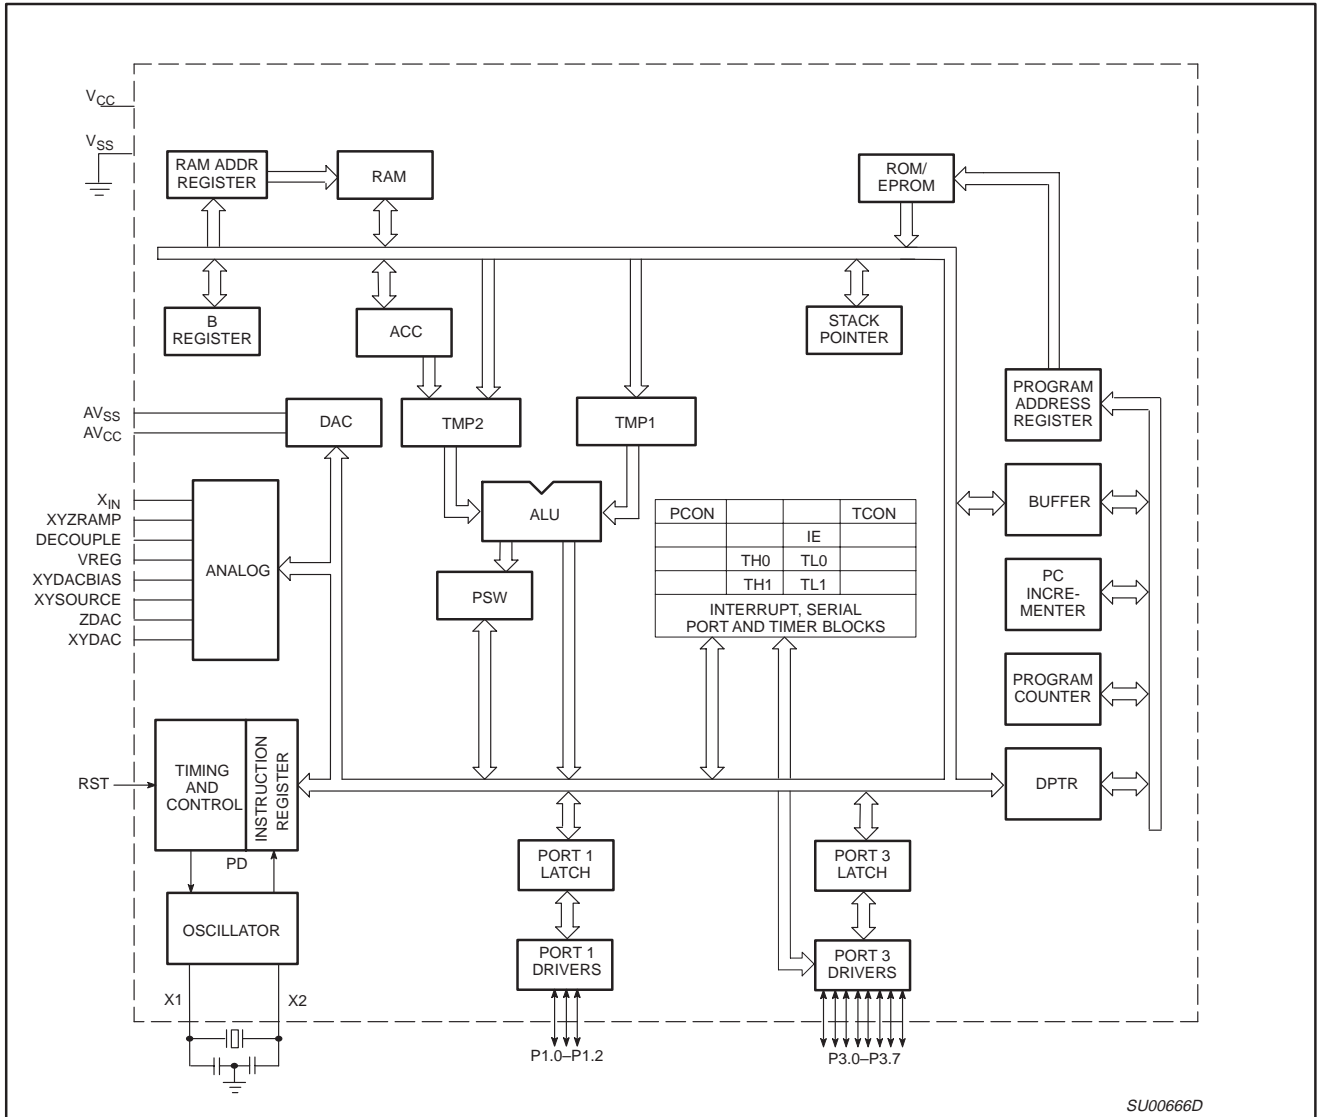 VCC
VSS
RAM ADDR
REGISTER
RAM
ROM/
EPROM
B
REGISTER
ACC
STACK
POINTER
PROGRAM
ADDRESS
REGISTER
AVSS
AVCC
DAC
TMP2
TMP1
ALU
PSW
XIN
XYZRAMP
DECOUPLE
VREG
XYDACBIAS
XYSOURCE
ZDAC
XYDAC
ANALOG
PCON TCON
IE
TH0 TL0
TH1 TL1
INTERRUPT, SERIAL
PORT AND TIMER BLOCKS
BUFFER
PC
INCRE-
MENTER
PROGRAM
COUNTER
DPTR
RST
TIMING
AND
CONTROL
INSTRUCTION
REGISTER
PD
OSCILLATOR
X1
X2
PORT 1
LATCH
PORT 1
DRIVERS
P1.0–P1.2
PORT 3
LATCH
PORT 3
DRIVERS
P3.0–P3.7
SU00666D